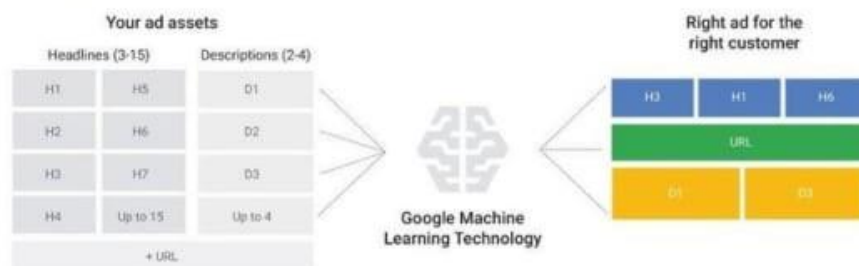 Your ad assets
Headlines (3-15) Descriptions (2-4)
H1 H5 D1
H2 H6 D2
H3 H7 D3
H4 Up to 15 Up to 4
+ URL
Google Machine
Learning Technology
Right ad for the
right customer
H3 H1 H6
URL
D1 D3